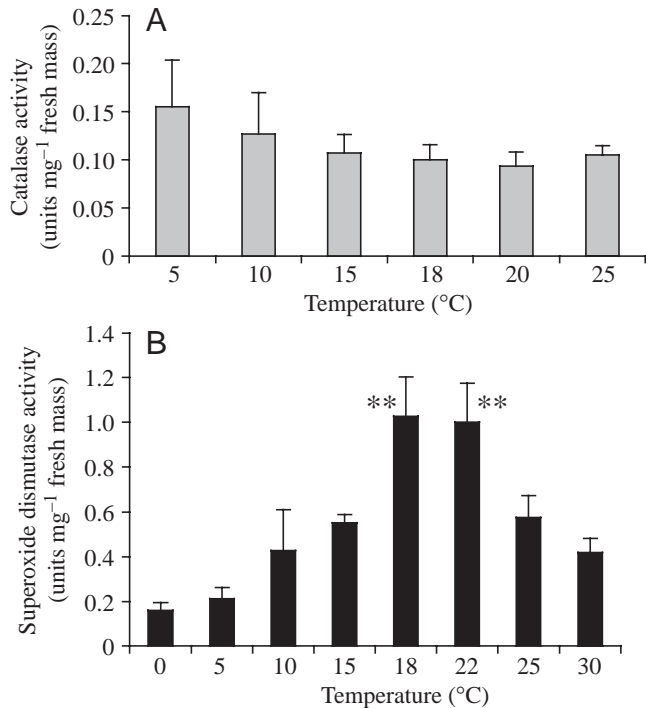 A
Catalase activity
(units mg⁻¹ fresh mass)
0.25
0.20
0.15
0.10
0.05
0
5 10 15 18 20 25
Temperature (°C)
B
Superoxide dismutase activity
(units mg⁻¹ fresh mass)
1.4
1.2
1.0
0.8
0.6
0.4
0.2
0
** **
0 5 10 15 18 22 25 30
Temperature (°C)